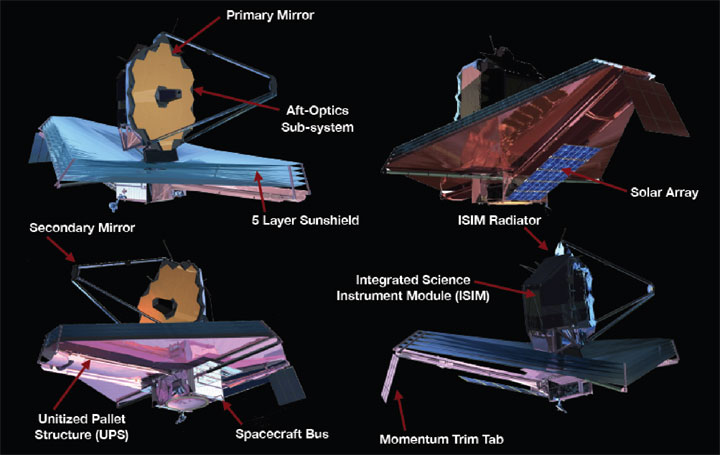 Primary Mirror
Aft-Optics
Sub-system
5 Layer Sunshield
Solar Array
Secondary Mirror
ISIM Radiator
Integrated Science
Instrument Module (ISIM)
Unitized Pallet
Structure (UPS)
Spacecraft Bus
Momentum Trim Tab